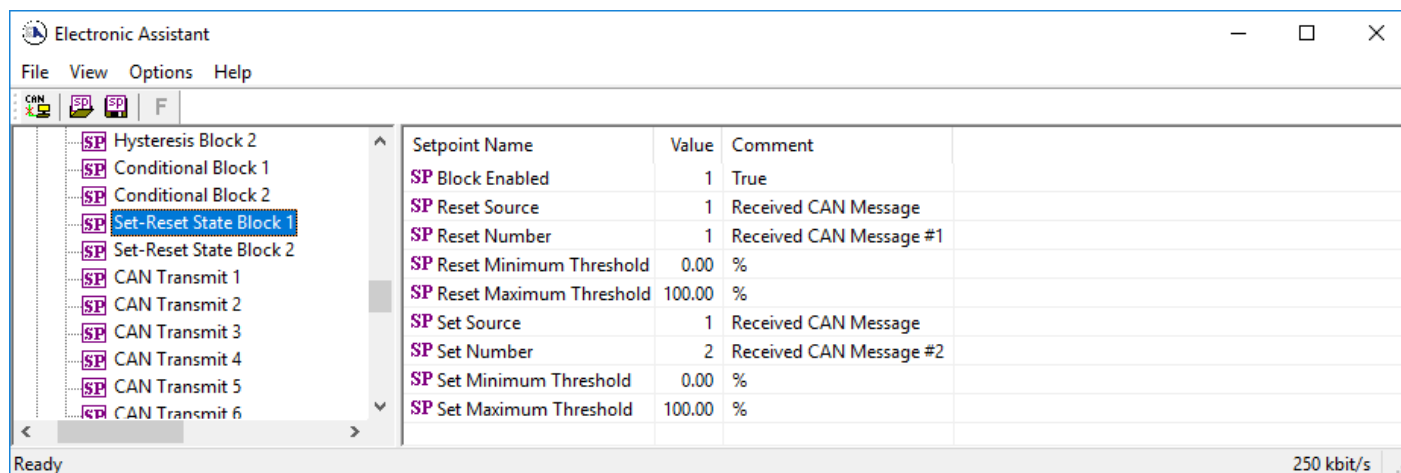 Electronic Assistant
File View Options Help
CAN SP SP F
SP Hysteresis Block 2
SP Conditional Block 1
SP Conditional Block 2
SP Set-Reset State Block 1
SP Set-Reset State Block 2
SP CAN Transmit 1
SP CAN Transmit 2
SP CAN Transmit 3
SP CAN Transmit 4
SP CAN Transmit 5
SP CAN Transmit 6
Setpoint Name Value Comment
SP Block Enabled 1 True
SP Reset Source 1 Received CAN Message
SP Reset Number 1 Received CAN Message #1
SP Reset Minimum Threshold 0.00 %
SP Reset Maximum Threshold 100.00 %
SP Set Source 1 Received CAN Message
SP Set Number 2 Received CAN Message #2
SP Set Minimum Threshold 0.00 %
SP Set Maximum Threshold 100.00 %
Ready 250 kbit/s